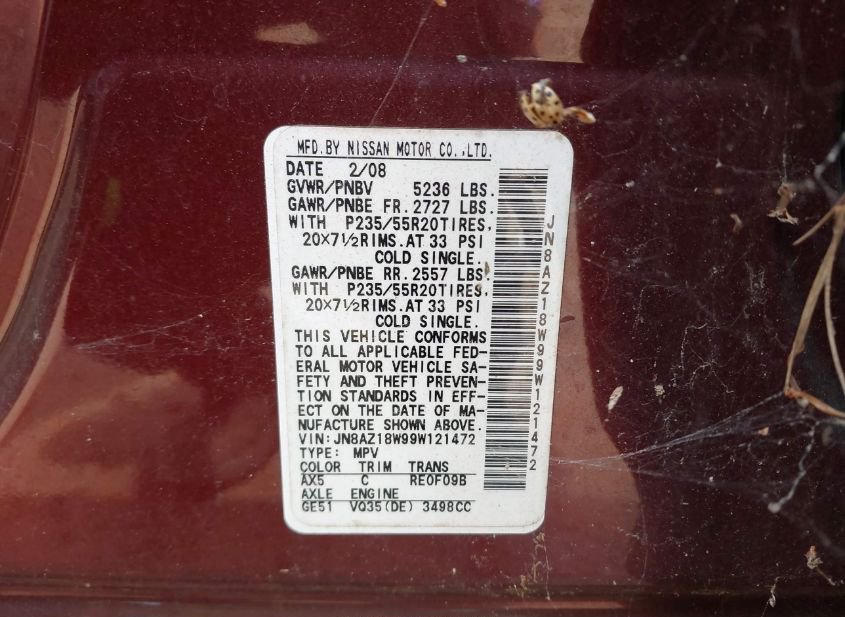 MFD.BY NISSAN MOTOR CO.,LTD.
DATE 2/08
GVWR/PNBV 5236 LBS.
GAWR/PNBE FR.2727 LBS.
WITH P235/55R20TIRES,
20×7½RIMS.AT 33 PSI
COLD SINGLE.
GAWR/PNBE RR.2557 LBS.
WITH P235/55R20TIRES,
20×7½RIMS.AT 33 PSI
COLD SINGLE.
THIS VEHICLE CONFORMS
TO ALL APPLICABLE FED-
ERAL MOTOR VEHICLE SA-
FETY AND THEFT PREVEN-
TION STANDARDS IN EFF-
ECT ON THE DATE OF MA-
NUFACTURE SHOWN ABOVE.
VIN:JN8AZ18W99W121472
TYPE: MPV
COLOR TRIM TRANS
AX5 C RE0F09B
AXLE ENGINE
GE51 VQ35(DE) 3498CC
JN8AZ18W99W121472